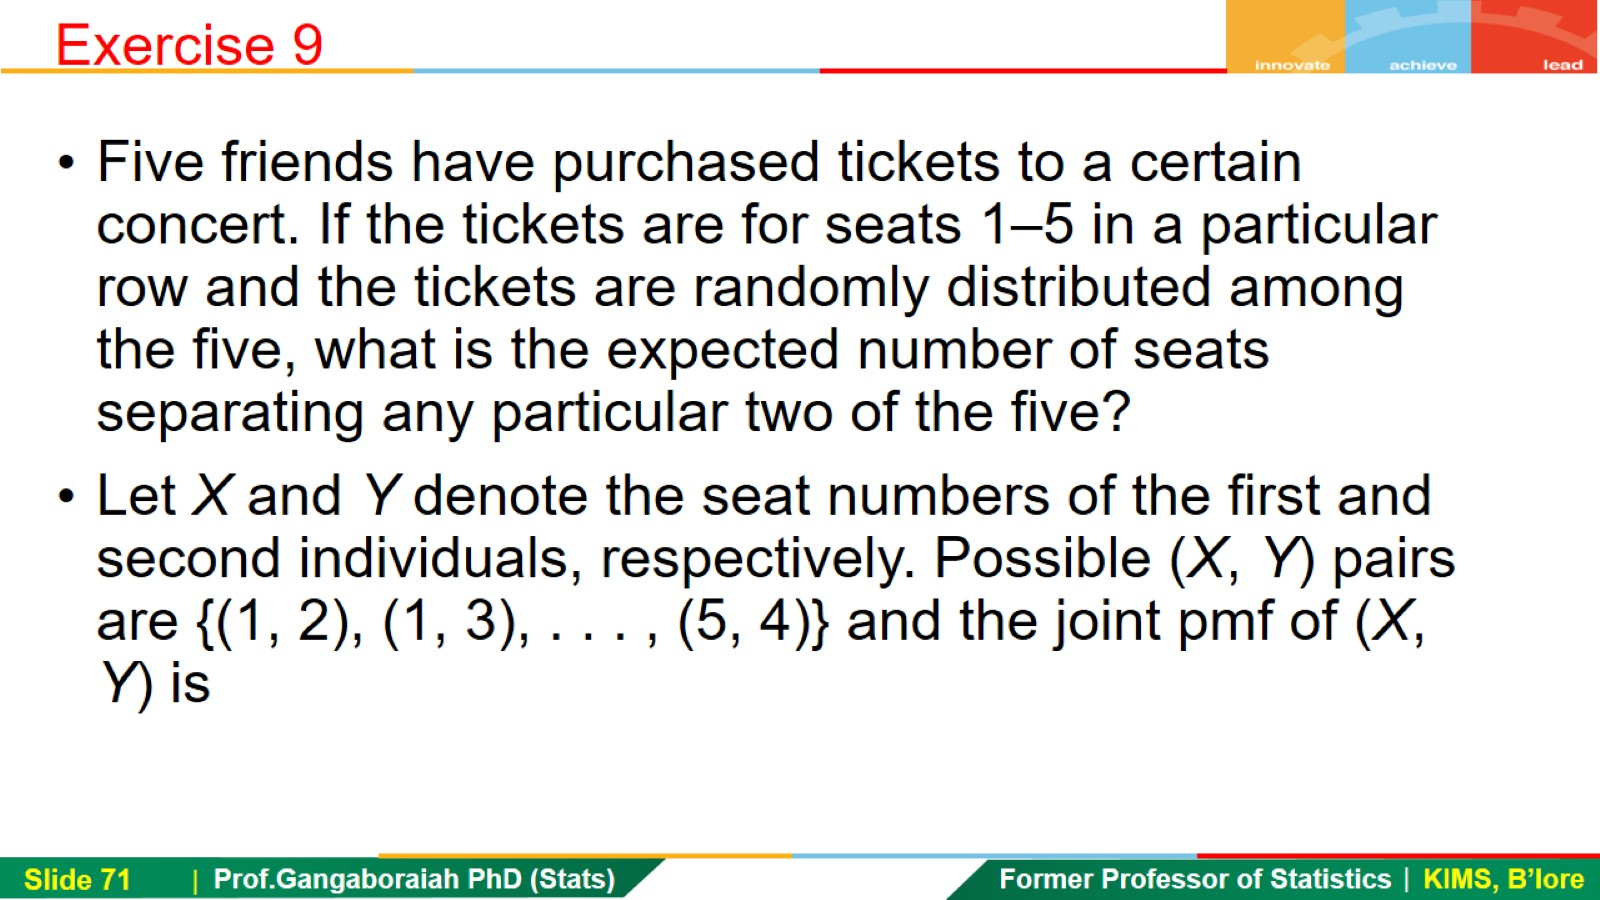 Exercise 9
innovate achieve lead
• Five friends have purchased tickets to a certain
concert. If the tickets are for seats 1–5 in a particular
row and the tickets are randomly distributed among
the five, what is the expected number of seats
separating any particular two of the five?
• Let X and Y denote the seat numbers of the first and
second individuals, respectively. Possible (X, Y) pairs
are {(1, 2), (1, 3), . . . , (5, 4)} and the joint pmf of (X,
Y) is
Slide 71 | Prof.Gangaboraiah PhD (Stats) Former Professor of Statistics | KIMS, B’lore